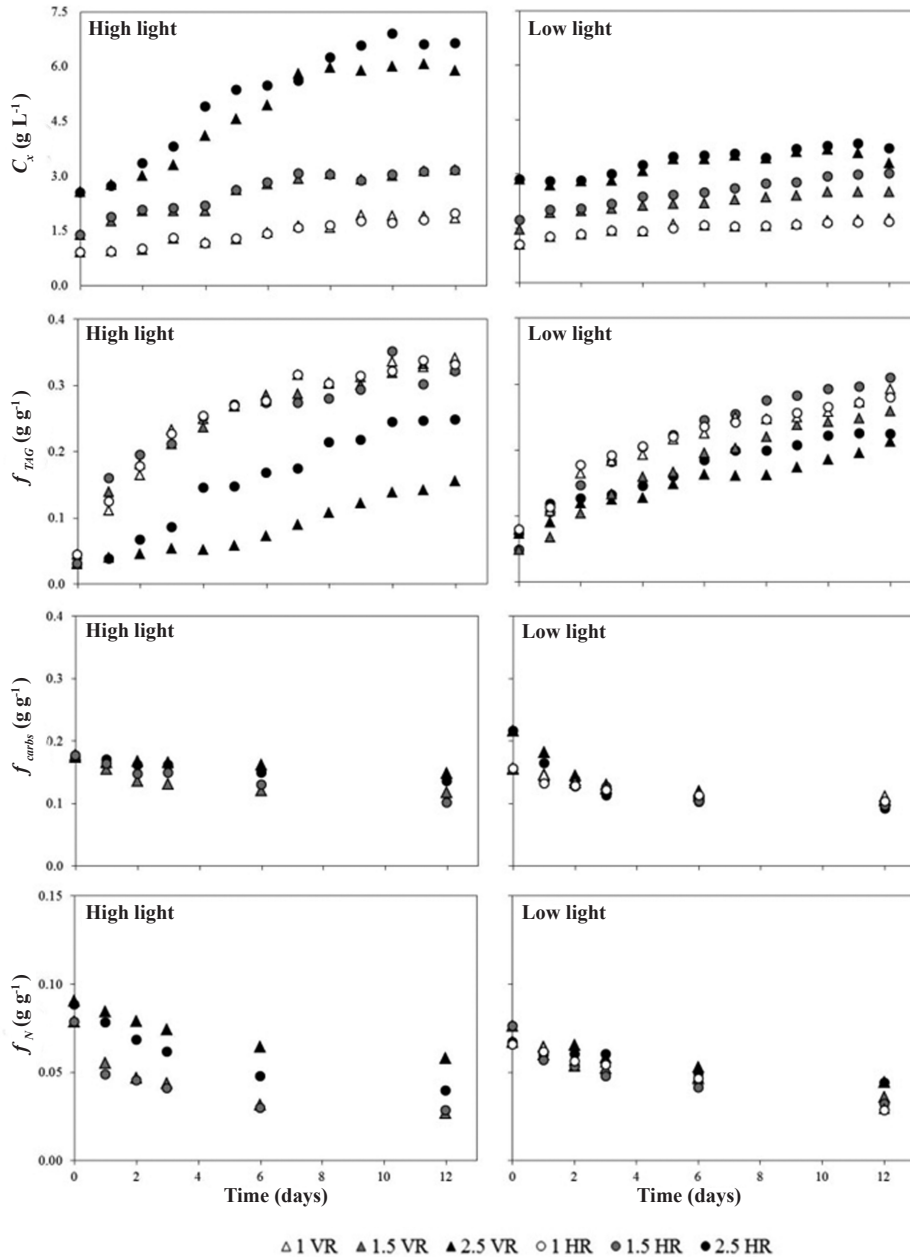 High light
Low light
C_x (g L⁻¹)
7.5
6.0
4.5
3.0
1.5
0.0
High light
Low light
f_TAG (g g⁻¹)
0.4
0.3
0.2
0.1
0.0
High light
Low light
f_carbs (g g⁻¹)
0.4
0.3
0.2
0.1
0.0
High light
Low light
f_N (g g⁻¹)
0.15
0.10
0.05
0.00
0 2 4 6 8 10 12 0 2 4 6 8 10 12
Time (days) Time (days)
△ 1 VR ▲ 1.5 VR ▲ 2.5 VR ○ 1 HR ● 1.5 HR ● 2.5 HR